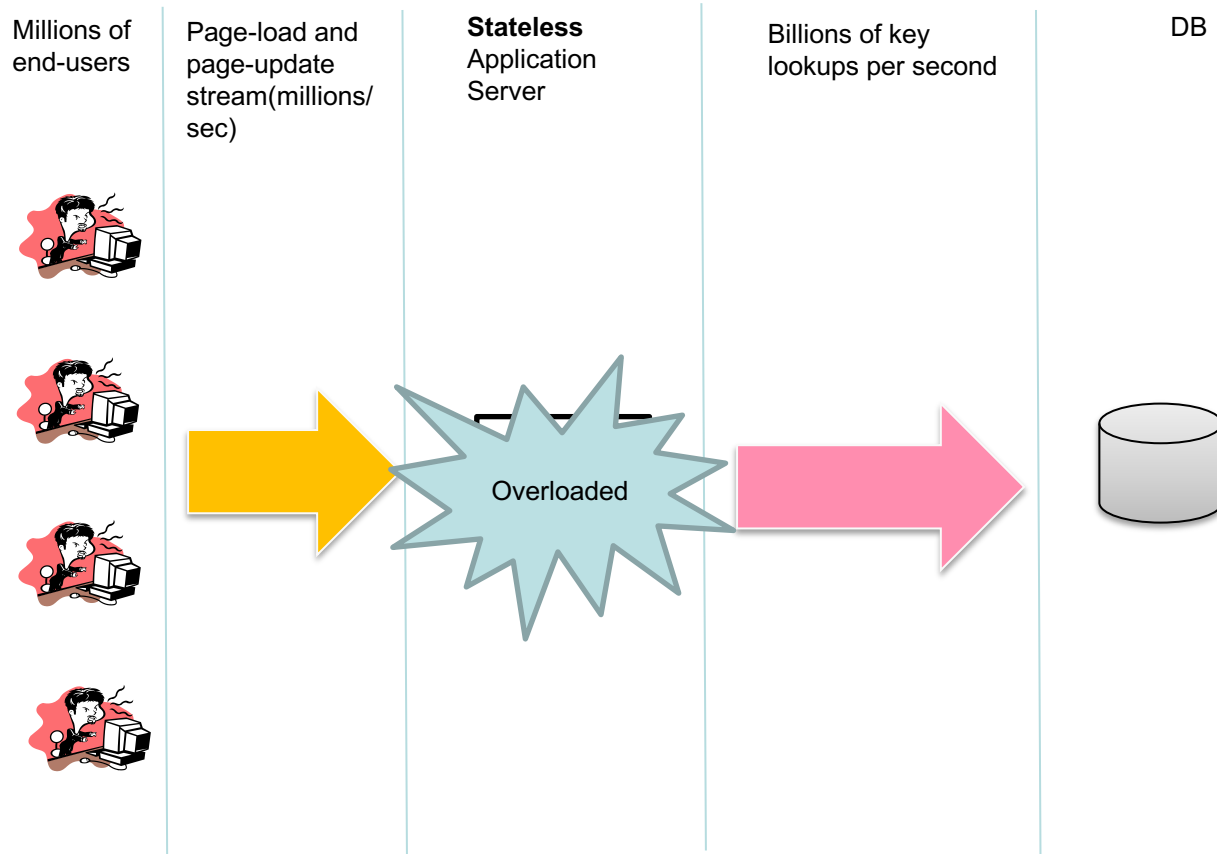 Millions of
end-users
Page-load and
page-update
stream(millions/
sec)
Stateless
Application
Server
Billions of key
lookups per second
DB
Overloaded